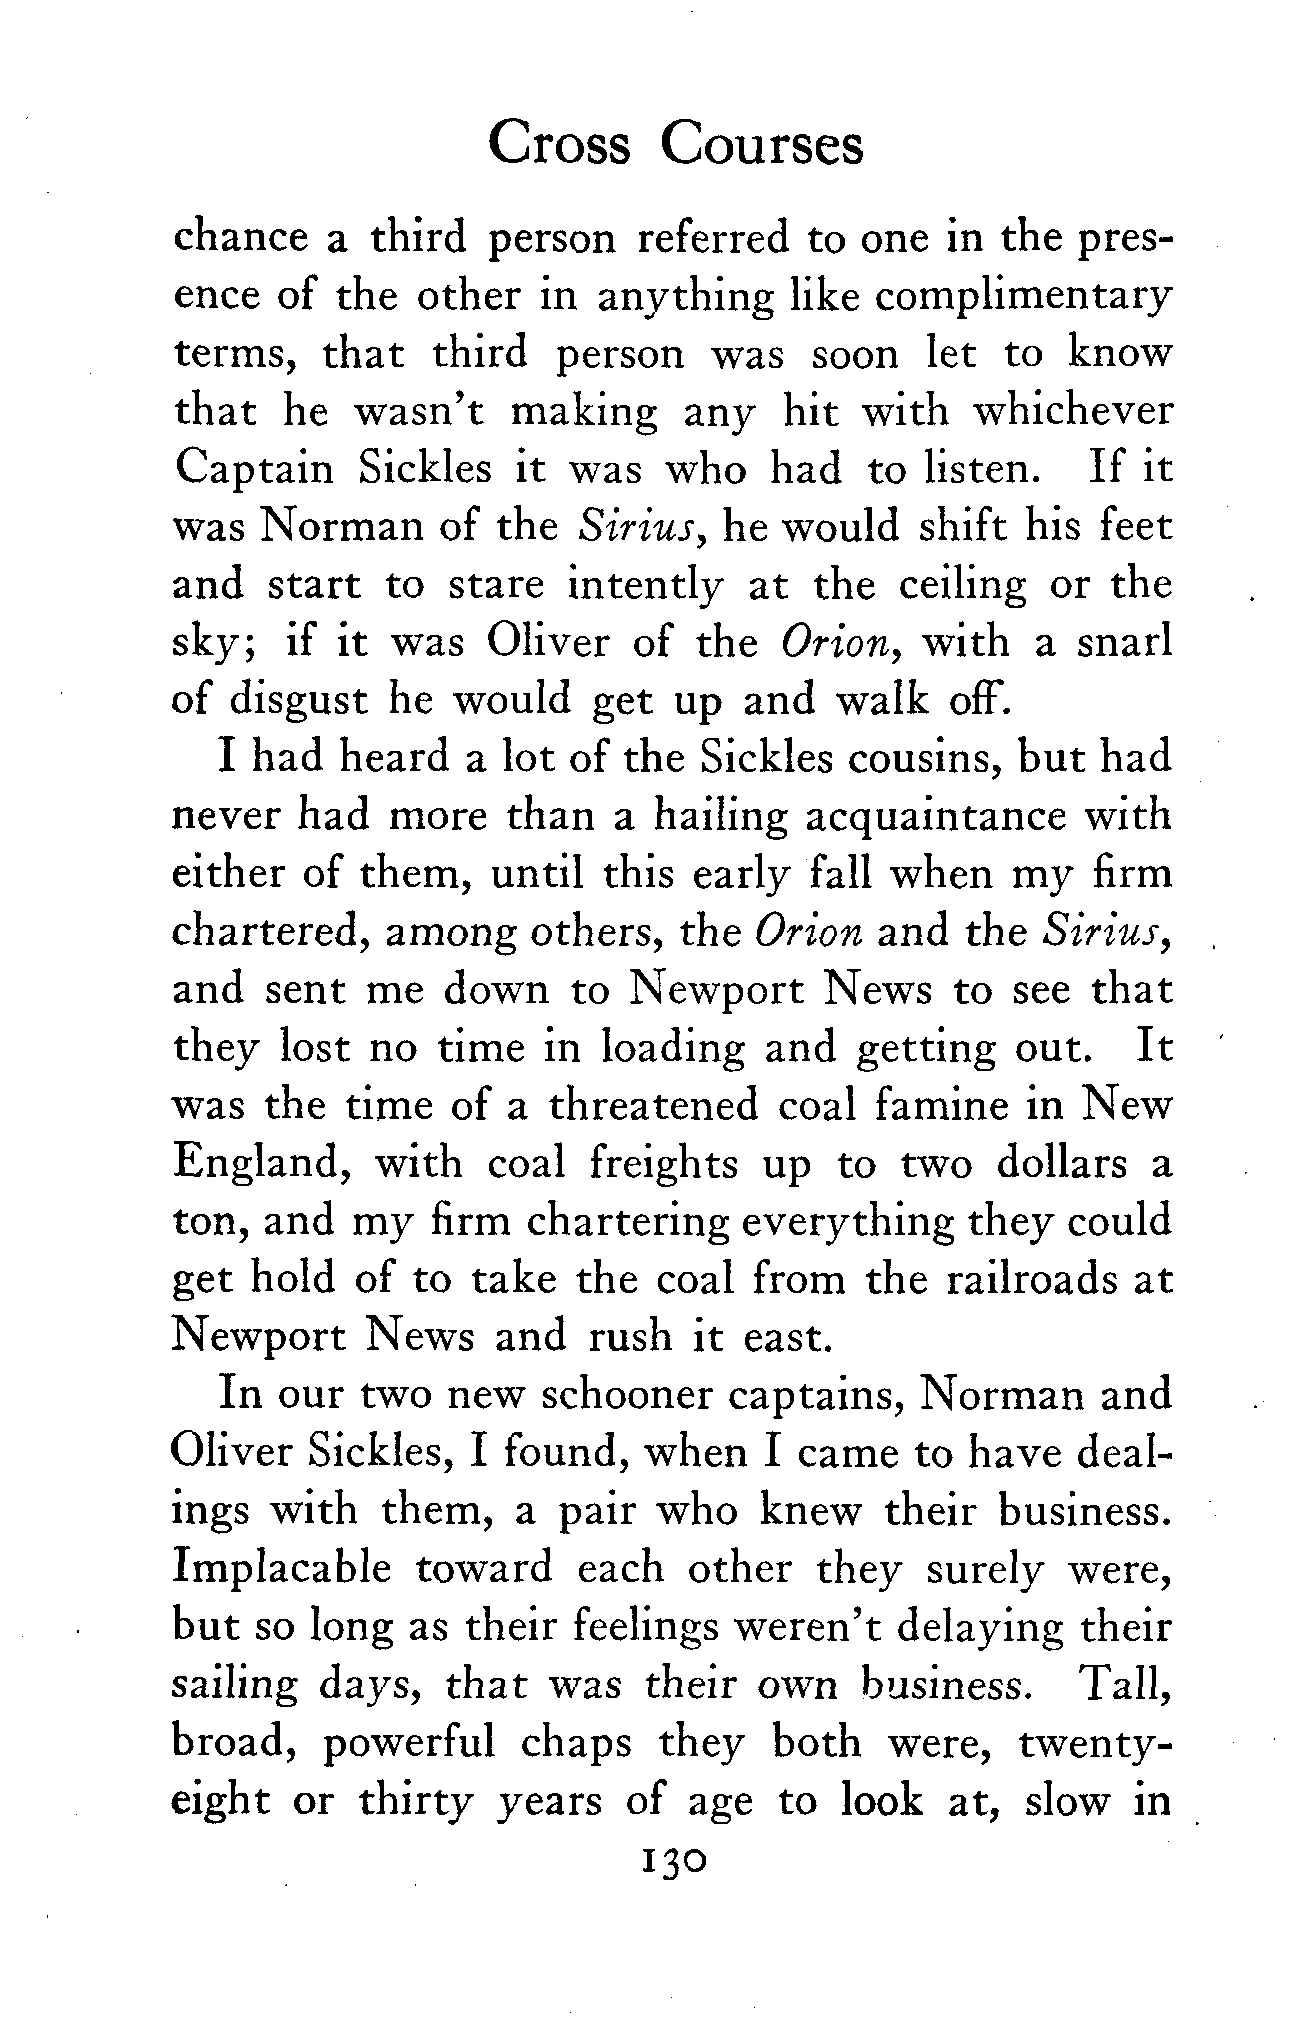 Cross Courses
chance a third person referred to one in the pres-
ence of the other in anything like complimentary
terms, that third person was soon let to know
that he wasn't making any hit with whichever
Captain Sickles it was who had to listen. If it
was Norman of the Sirius, he would shift his feet
and start to stare intently at the ceiling or the
sky; if it was Oliver of the Orion, with a snarl
of disgust he would get up and walk off.
I had heard a lot of the Sickles cousins, but had
never had more than a hailing acquaintance with
either of them, until this early fall when my firm
chartered, among others, the Orion and the Sirius,
and sent me down to Newport News to see that
they lost no time in loading and getting out. It
was the time of a threatened coal famine in New
England, with coal freights up to two dollars a
ton, and my firm chartering everything they could
get hold of to take the coal from the railroads at
Newport News and rush it east.
In our two new schooner captains, Norman and
Oliver Sickles, I found, when I came to have deal-
ings with them, a pair who knew their business.
Implacable toward each other they surely were,
but so long as their feelings weren't delaying their
sailing days, that was their own business. Tall,
broad, powerful chaps they both were, twenty-
eight or thirty years of age to look at, slow in
130